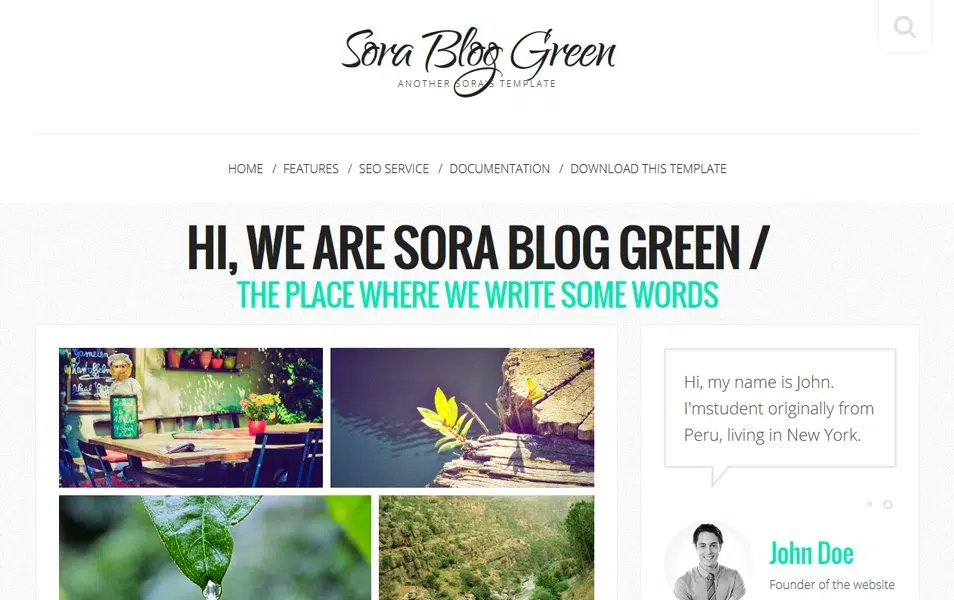 Sora Blog Green
ANOTHER SORA'S TEMPLATE
HOME / FEATURES / SEO SERVICE / DOCUMENTATION / DOWNLOAD THIS TEMPLATE
HI, WE ARE SORA BLOG GREEN /
THE PLACE WHERE WE WRITE SOME WORDS
Hi, my name is John.
I'mstudent originally from
Peru, living in New York.
John Doe
Founder of the website